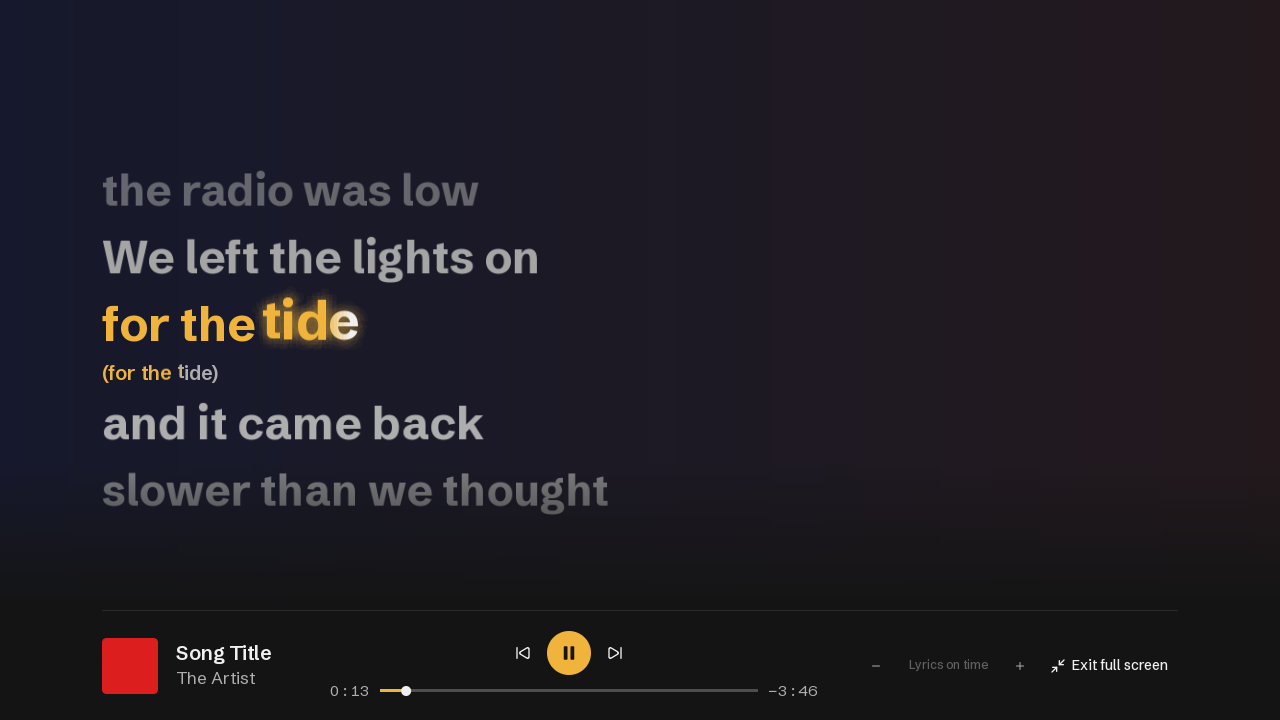 the radio was low
We left the lights on
for the tide
(for the tide)
and it came back
slower than we thought
Song Title
The Artist
0:13
−3:46
− Lyrics on time +
Exit full screen